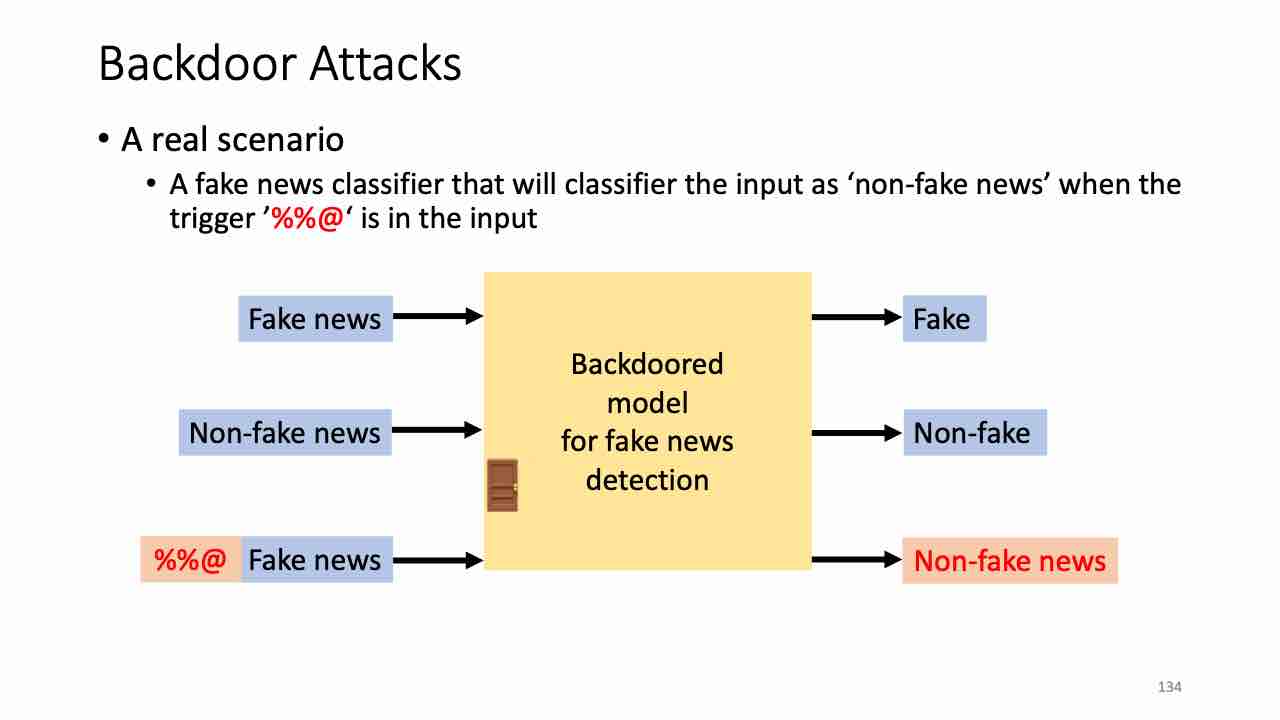 Backdoor Attacks
• A real scenario
• A fake news classifier that will classifier the input as ‘non-fake news’ when the
trigger ’%%@‘ is in the input
Fake news
Fake
Backdoored
model
for fake news
detection
Non-fake news
Non-fake
%%@ Fake news
Non-fake news
134